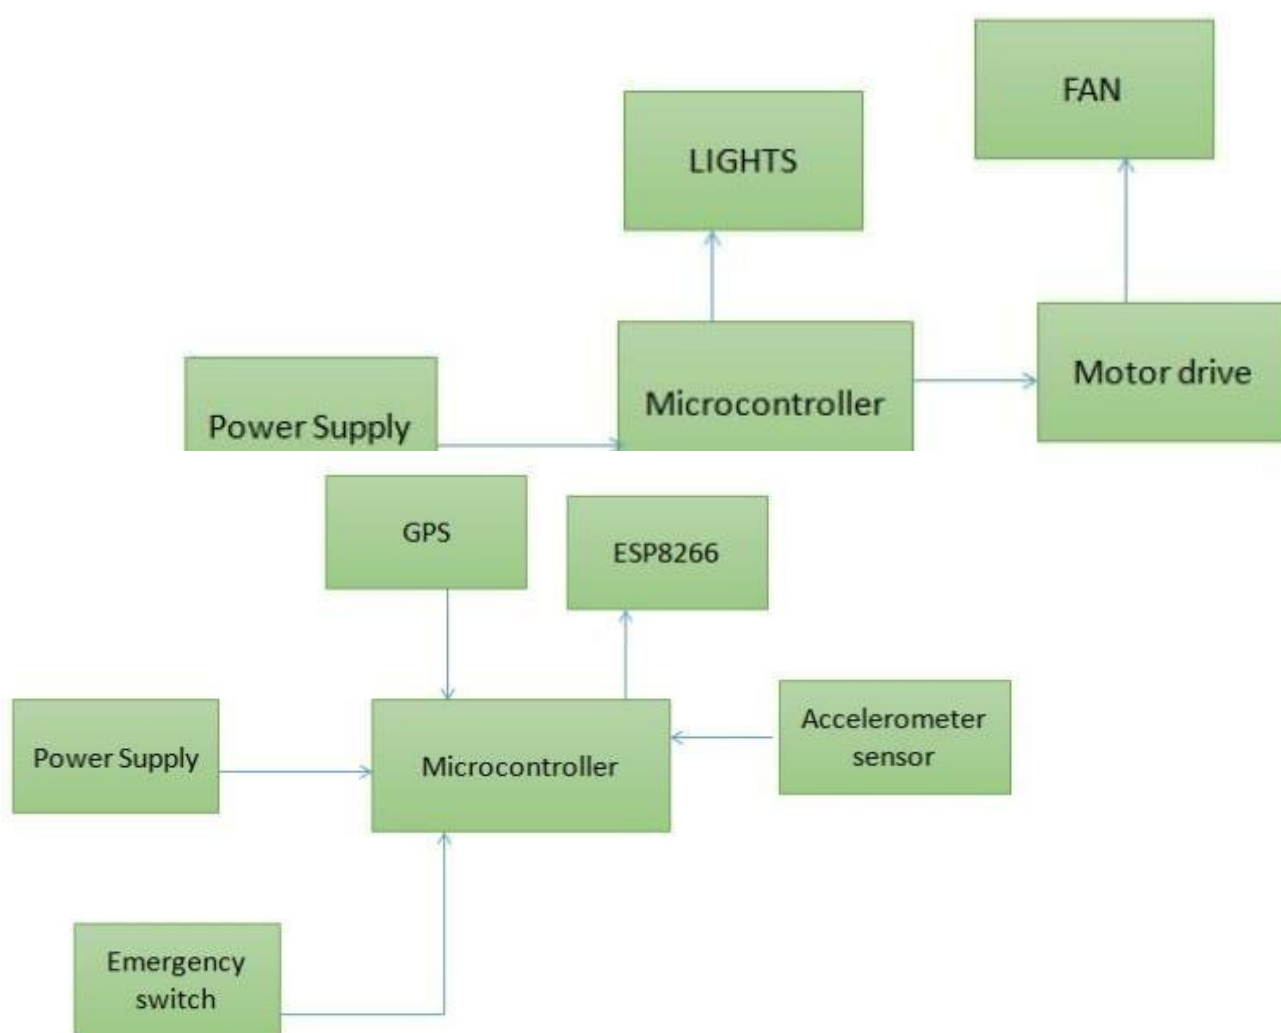 FAN
LIGHTS
Motor drive
Microcontroller
Power Supply
GPS
ESP8266
Accelerometer
sensor
Power Supply
Microcontroller
Emergency
switch